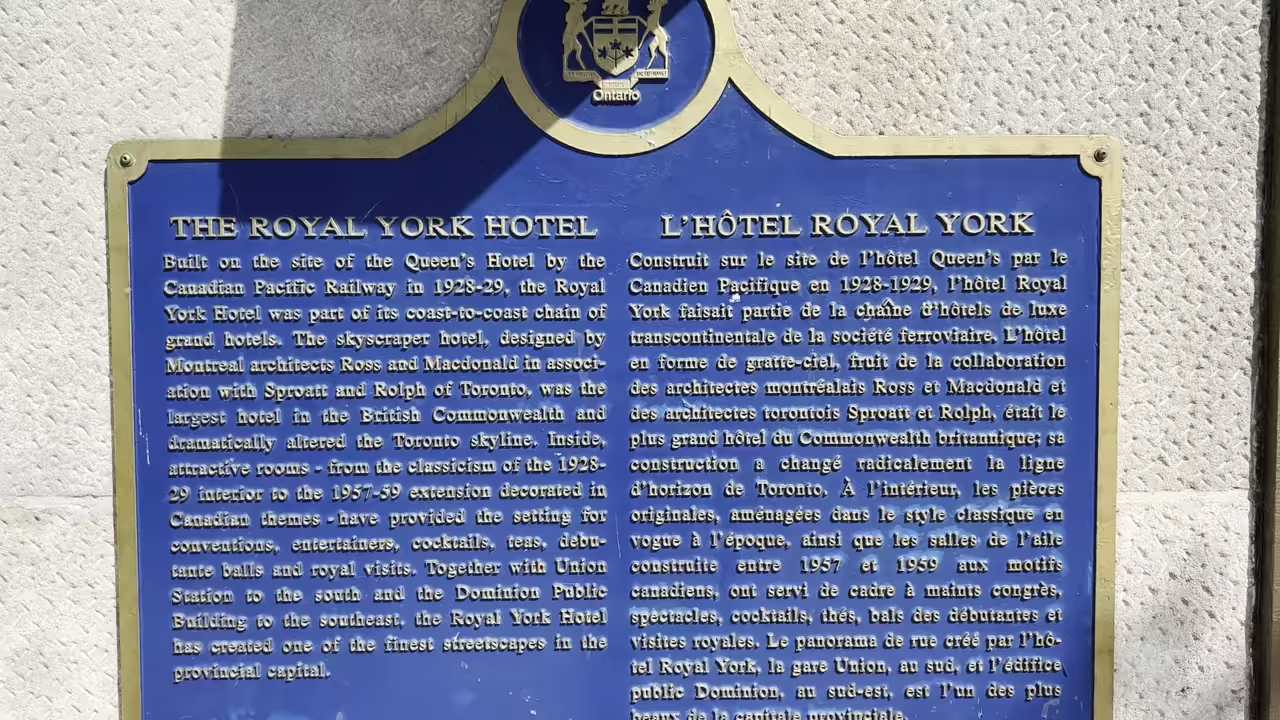 Ontario
THE ROYAL YORK HOTEL
Built on the site of the Queen's Hotel by the
Canadian Pacific Railway in 1928-29, the Royal
York Hotel was part of its coast-to-coast chain of
grand hotels. The skyscraper hotel, designed by
Montreal architects Ross and Macdonald in associ-
ation with Sproatt and Rolph of Toronto, was the
largest hotel in the British Commonwealth and
dramatically altered the Toronto skyline. Inside,
attractive rooms - from the classicism of the 1928-
29 interior to the 1957-59 extension decorated in
Canadian themes - have provided the setting for
conventions, entertainers, cocktails, teas, debu-
tante balls and royal visits. Together with Union
Station to the south and the Dominion Public
Building to the southeast, the Royal York Hotel
has created one of the finest streetscapes in the
provincial capital.
L'HÔTEL ROYAL YORK
Construit sur le site de l'hôtel Queen's par le
Canadien Pacifique en 1928-1929, l'hôtel Royal
York faisait partie de la chaîne d'hôtels de luxe
transcontinentale de la société ferroviaire. L'hôtel
en forme de gratte-ciel, fruit de la collaboration
des architectes montréalais Ross et Macdonald et
des architectes torontois Sproatt et Rolph, était le
plus grand hôtel du Commonwealth britannique; sa
construction a changé radicalement la ligne
d'horizon de Toronto. À l'intérieur, les pièces
originales, aménagées dans le style classique en
vogue à l'époque, ainsi que les salles de l'aile
construite entre 1957 et 1959 aux motifs
canadiens, ont servi de cadre à maints congrès,
spectacles, cocktails, thés, bals des débutantes et
visites royales. Le panorama de rue créé par l'hô-
tel Royal York, la gare Union, au sud, et l'édifice
public Dominion, au sud-est, est l'un des plus
beaux de la capitale provinciale.